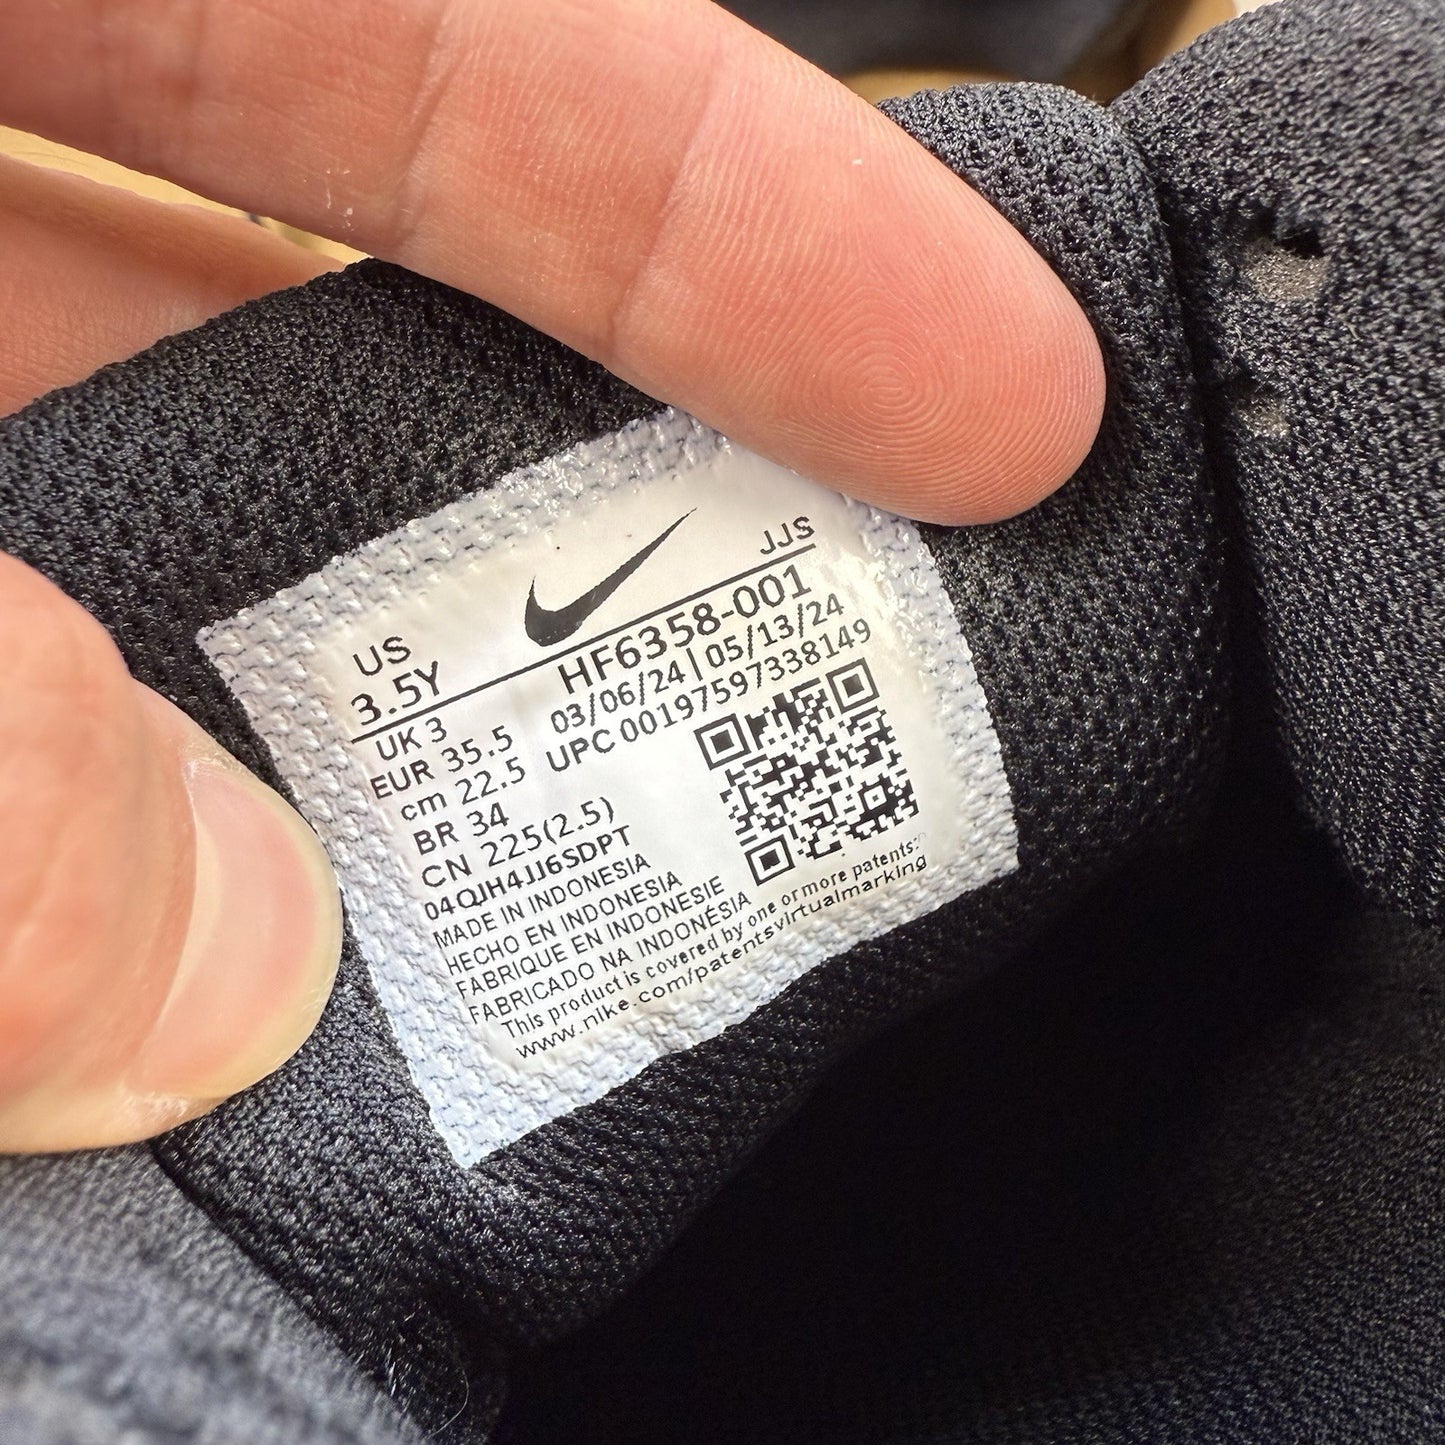 JJS
US
3.5Y
HF6358-001
03/06/24|05/13/24
UPC 00197597338149
UK 3
EUR 35.5
cm 22.5
BR 34
CN 225(2.5)
04QJH4JJ6SDPT
MADE IN INDONESIA
HECHO EN INDONESIA
FABRIQUE EN INDONESIE
FABRICADO NA INDONÉSIA
This product is covered by one or more patents:
www.nike.com/patentsvirtualmarking